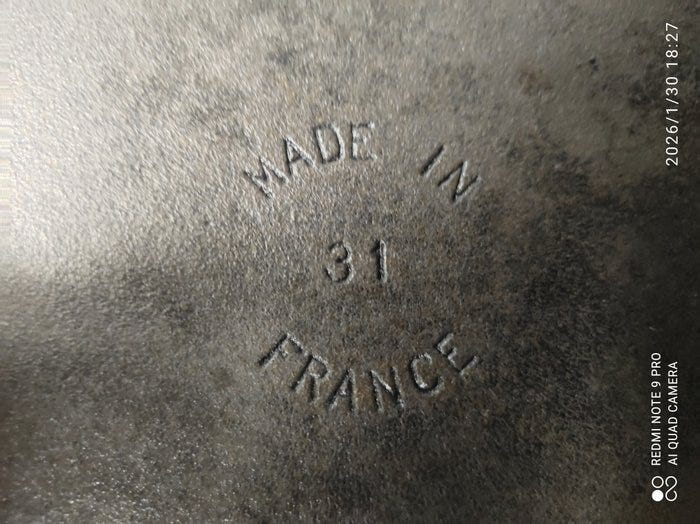 MADE IN
31
FRANCE
2026/1/30 18:27
REDMI NOTE 9 PRO
AI QUAD CAMERA